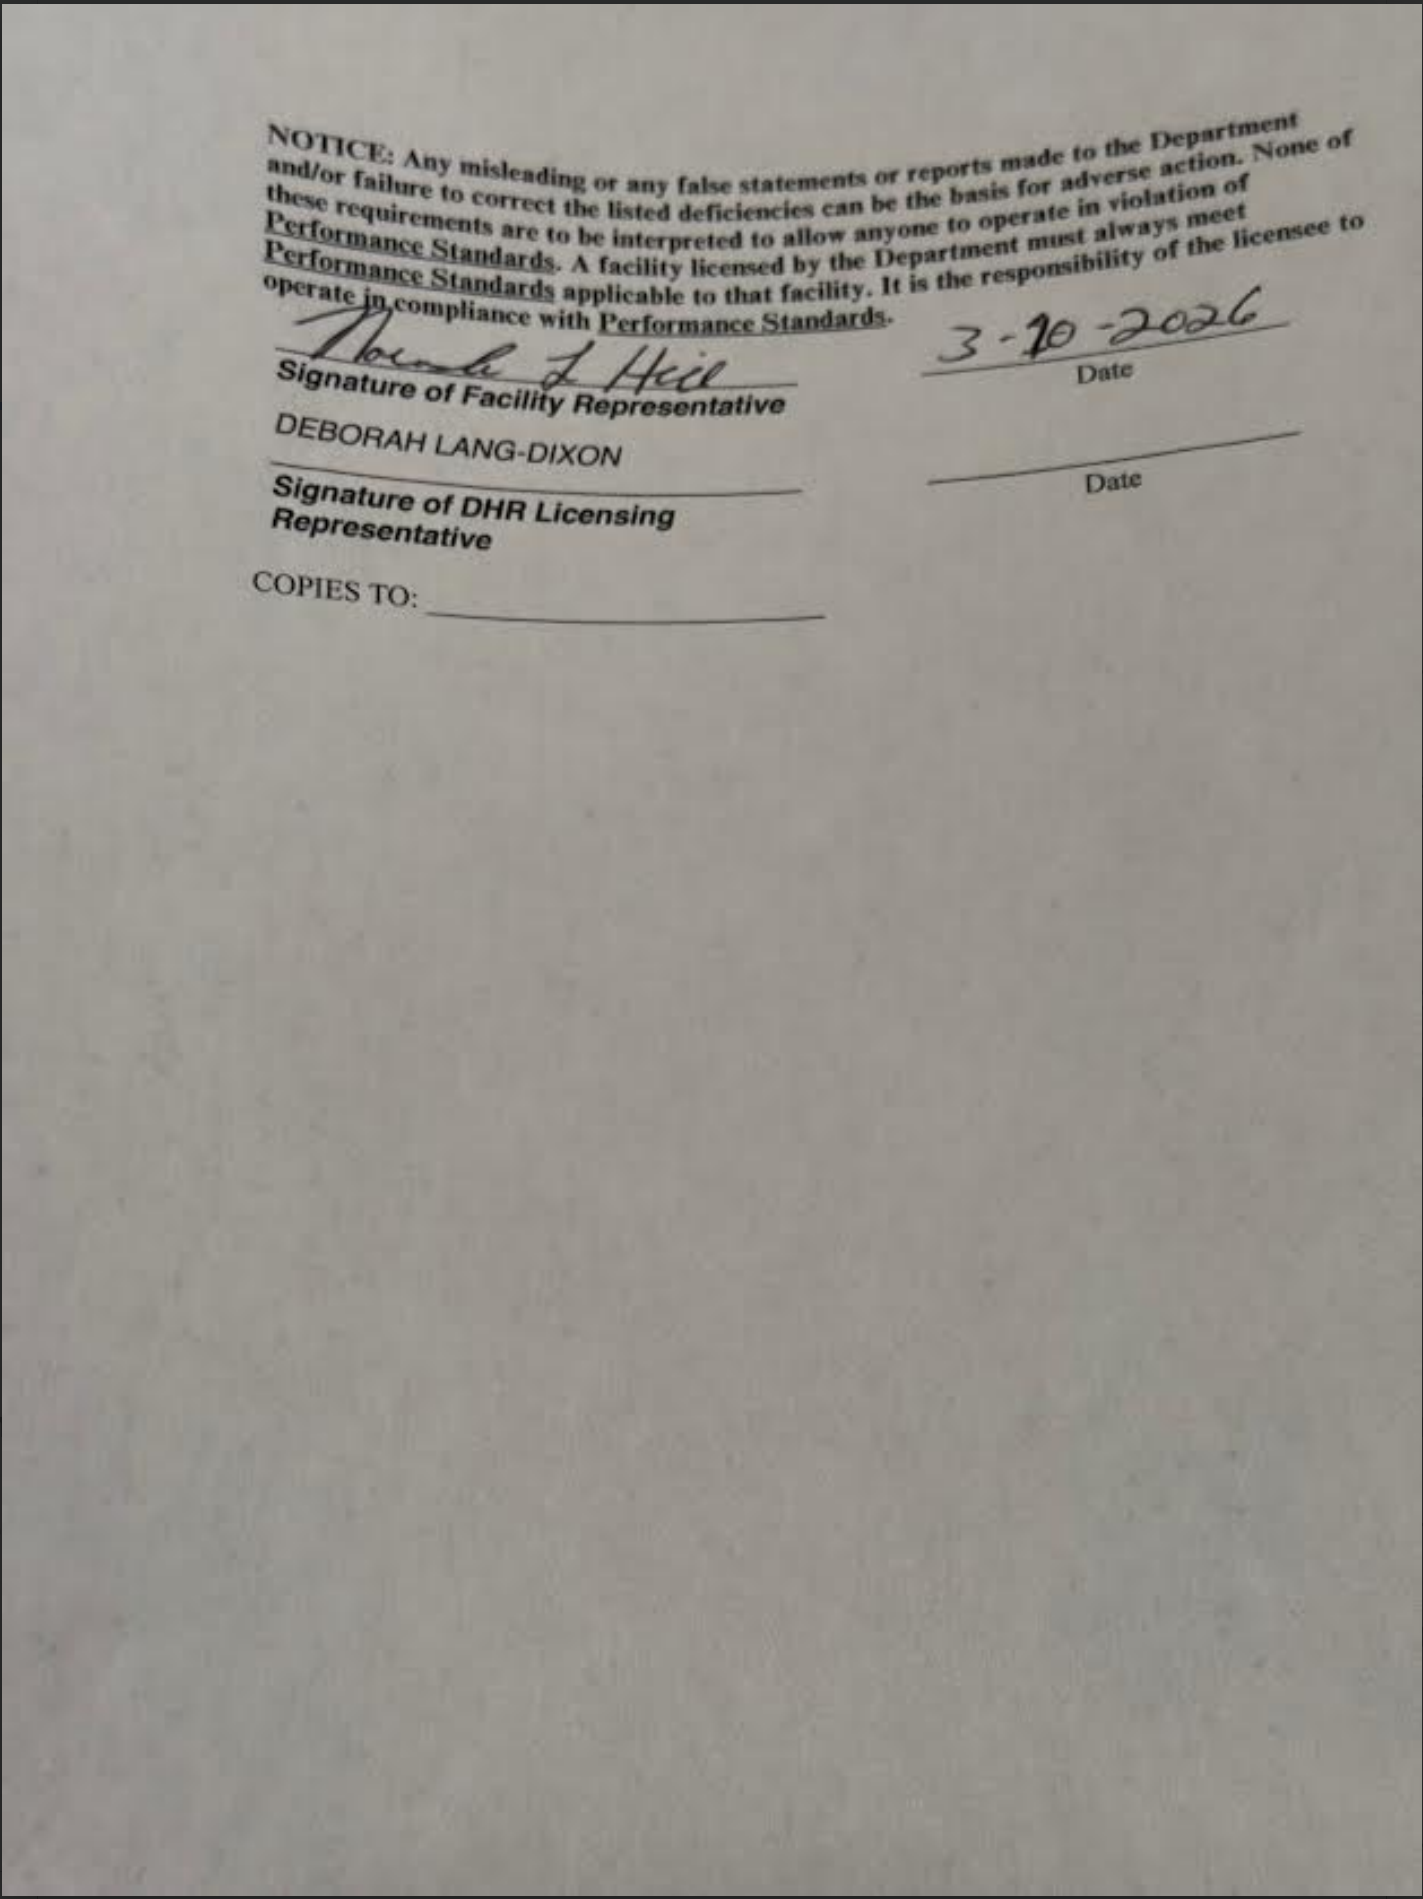 NOTICE: Any misleading or any false statements or reports made to the Department
and/or failure to correct the listed deficiencies can be the basis for adverse action. None of
these requirements are to be interpreted to allow anyone to operate in violation of
Performance Standards. A facility licensed by the Department must always meet
Performance Standards applicable to that facility. It is the responsibility of the licensee to
operate in compliance with Performance Standards.
L Hill
3-10-2026
Signature of Facility Representative
Date
DEBORAH LANG-DIXON
Signature of DHR Licensing
Representative
Date
COPIES TO: